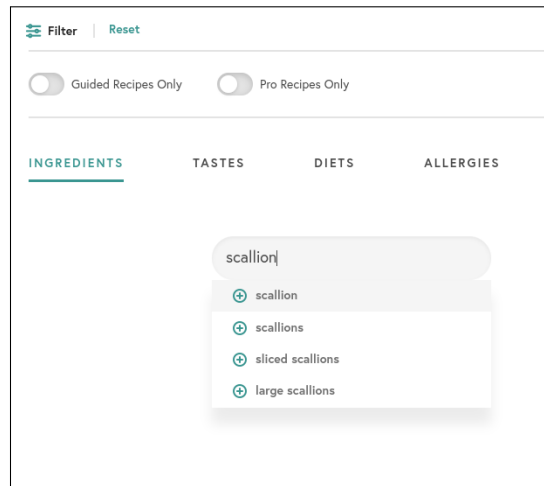 Filter Reset
Guided Recipes Only Pro Recipes Only
INGREDIENTS TASTES DIETS ALLERGIES
scallion
scallion
scallions
sliced scallions
large scallions